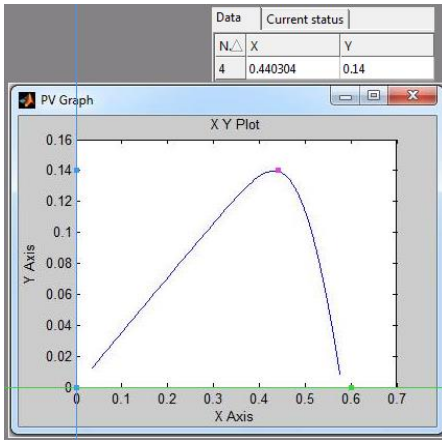 Data Current status
N. X Y
4 0.440304 0.14
PV Graph
X Y Plot
0.16
0.14
0.12
0.1
0.08
0.06
0.04
0.02
0
Y Axis
0 0.1 0.2 0.3 0.4 0.5 0.6 0.7
X Axis